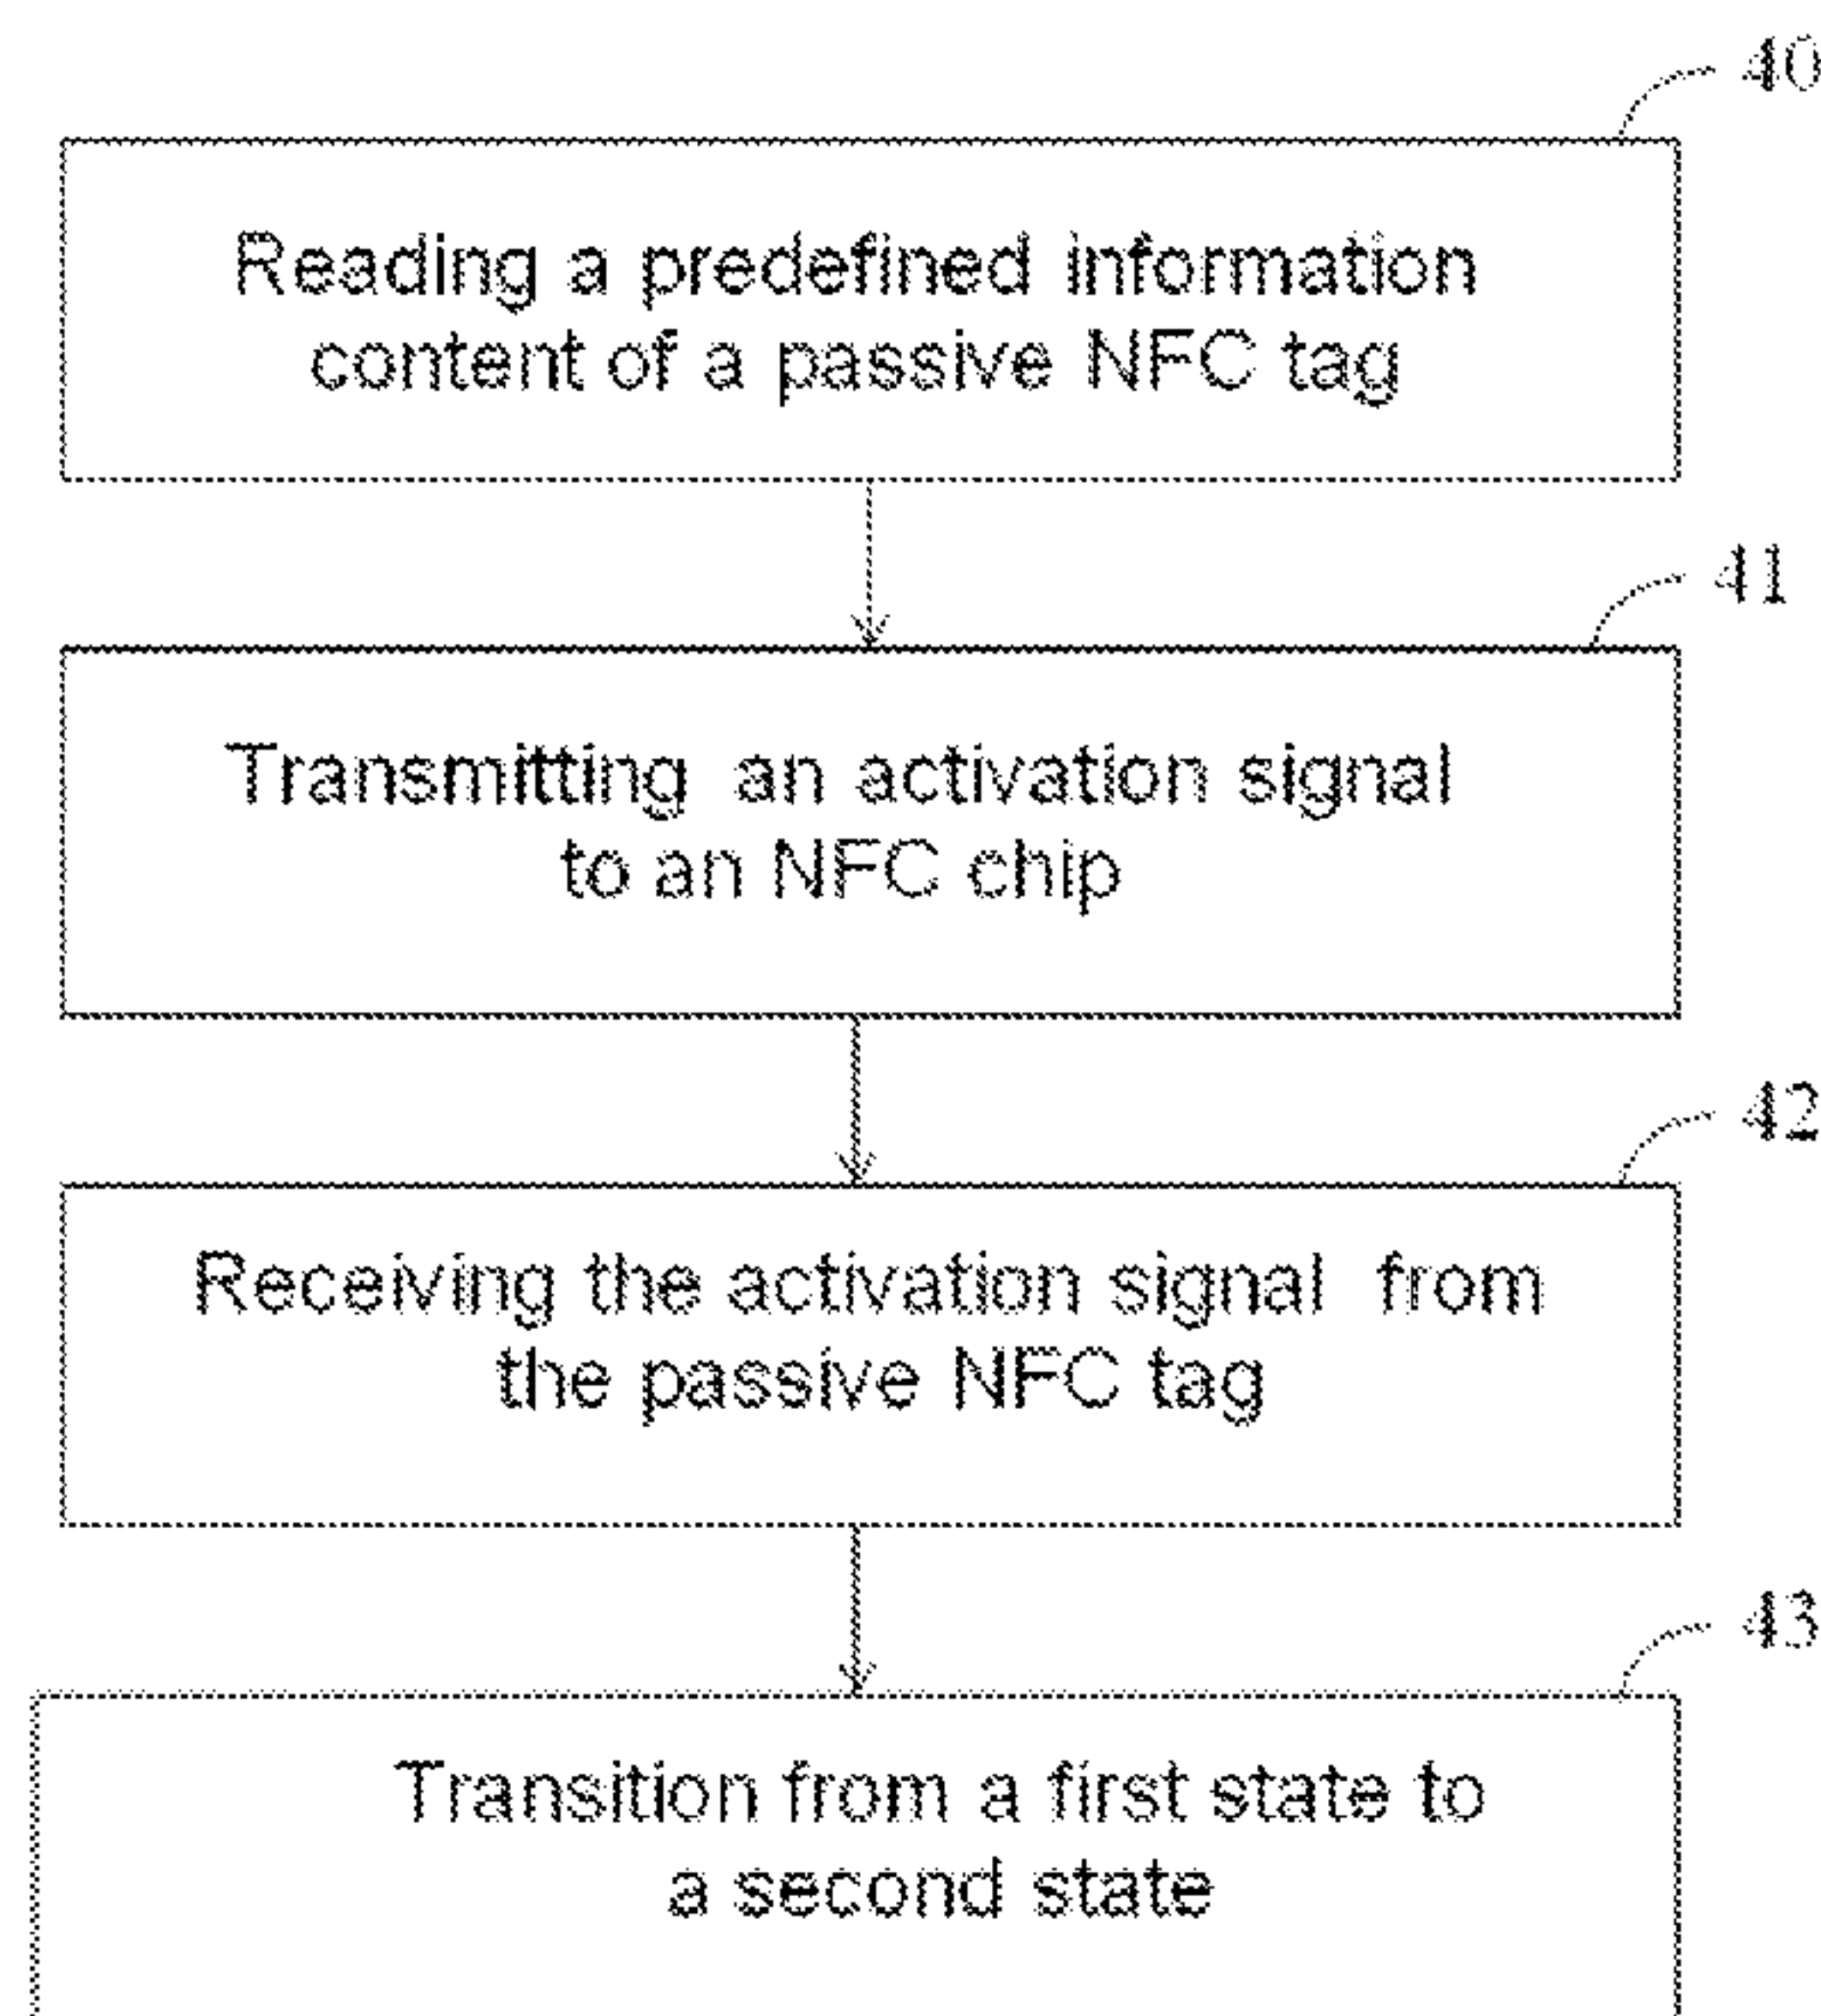 40
Reading a predefined information
content of a passive NFC tag
41
Transmitting an activation signal
to an NFC chip
42
Receiving the activation signal from
the passive NFC tag
43
Transition from a first state to
a second state